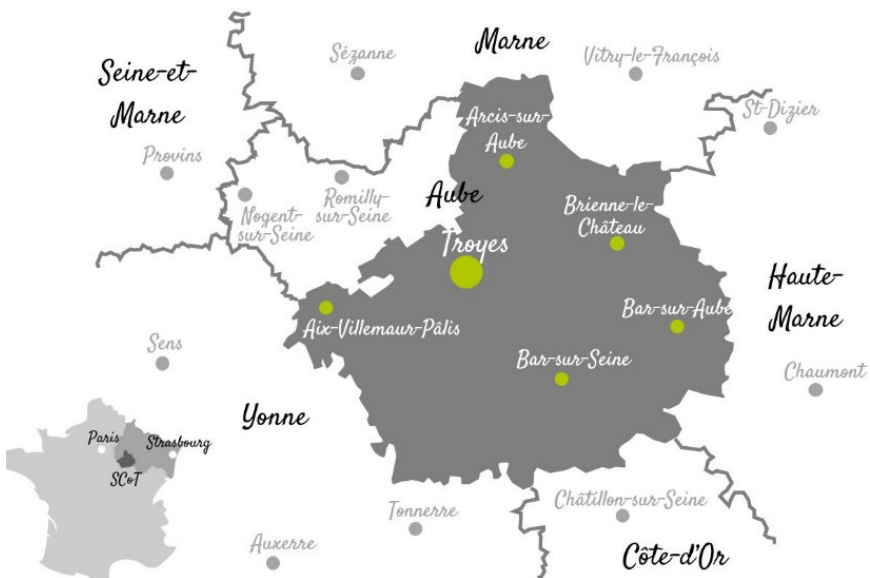 Marne
Sézanne
Vitry-le-François
Seine-et-
Marne
St-Dizier
Arcis-sur-
Aube
Provins
Aube
Romilly-
sur-Seine
Nogent-
sur-Seine
Brienne-le-
Château
Troyes
Haute-
Marne
Bar-sur-Aube
Aix-Villemaur-Pâlis
Sens
Bar-sur-Seine
Chaumont
Yonne
Paris
Strasbourg
SCoT
Châtillon-sur-Seine
Tonnerre
Auxerre
Côte-d'Or